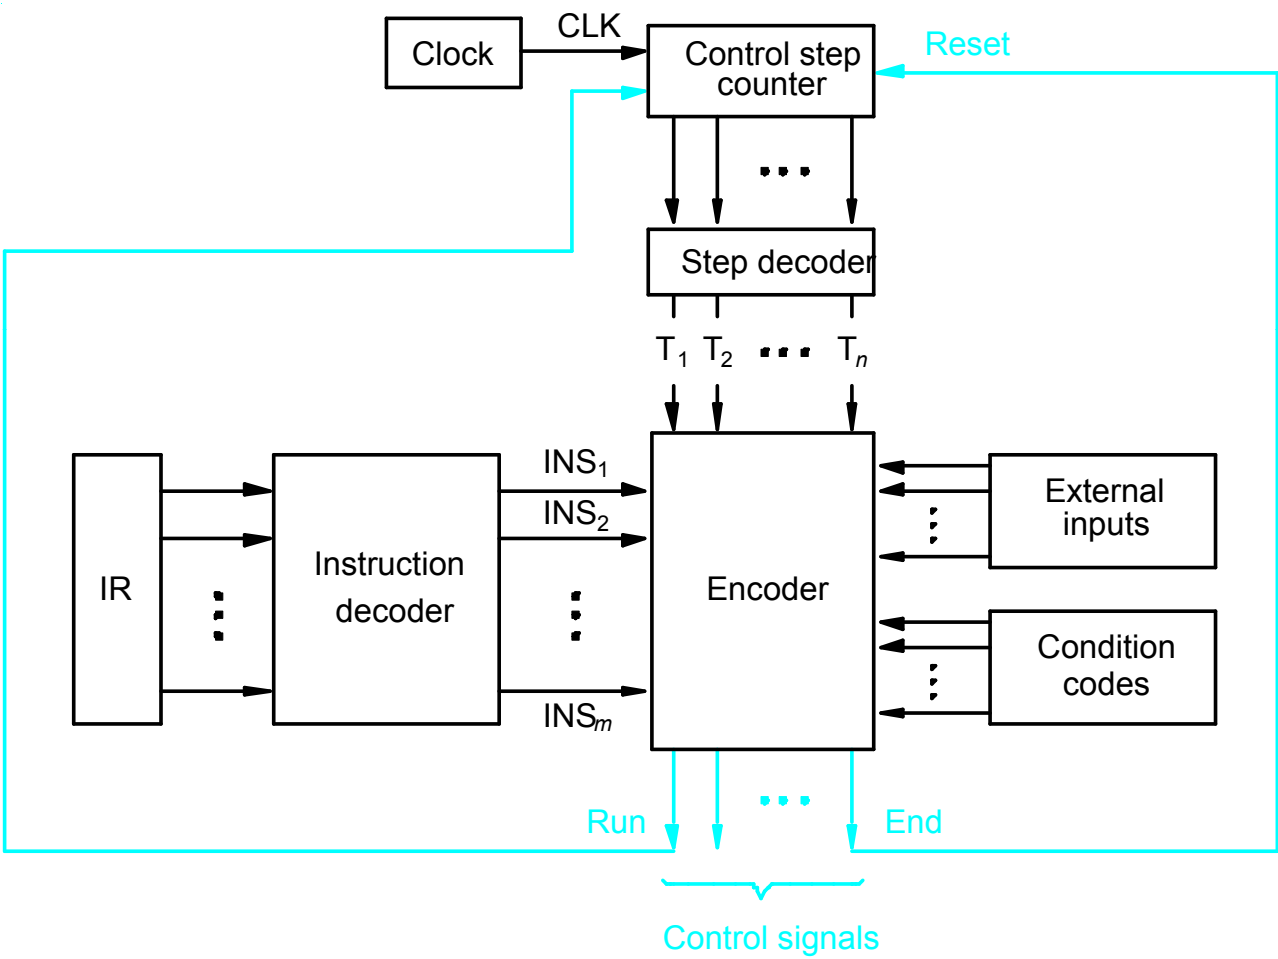 CLK
Clock
Control step
counter
Reset
Step decoder
T1 T2 Tn
INS1
INS2
IR
Instruction
decoder
INSm
Encoder
External
inputs
Condition
codes
Run
End
Control signals